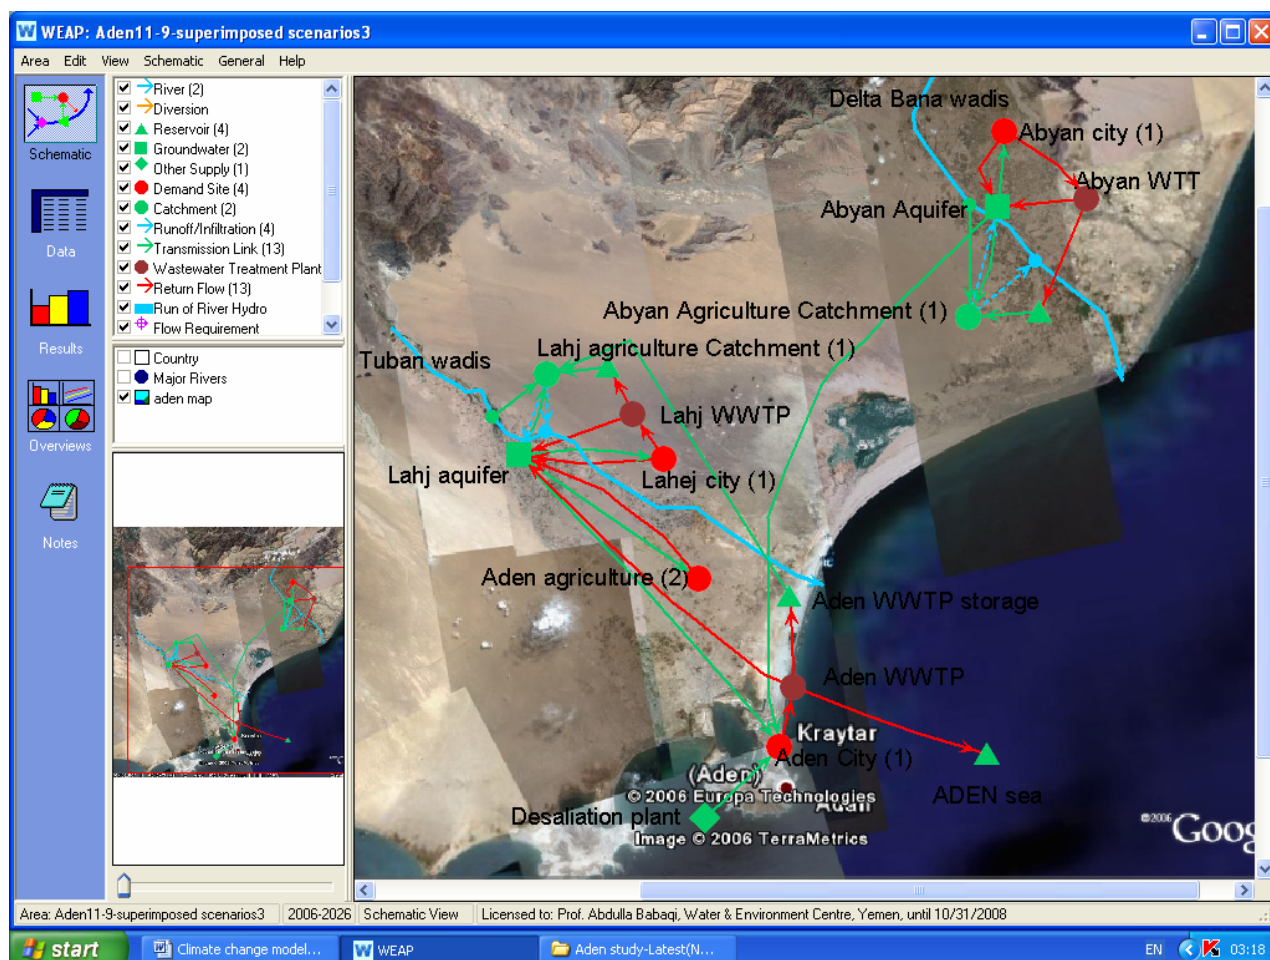 WEAP: Aden11-9-superimposed scenarios3
Area Edit View Schematic General Help
Schematic
Data
Results
Overviews
Notes
River (2)
Diversion
Reservoir (4)
Groundwater (2)
Other Supply (1)
Demand Site (4)
Catchment (2)
Runoff/Infiltration (4)
Transmission Link (13)
Wastewater Treatment Plant
Return Flow (13)
Run of River Hydro
Flow Requirement
Country
Major Rivers
aden map
Delta Bana wadis
Abyan city (1)
Abyan WTT
Abyan Aquifer
Abyan Agriculture Catchment (1)
Lahj agriculture Catchment (1)
Tuban wadis
Lahj WWTP
Lahj aquifer
Lahej city (1)
Aden agriculture (2)
Aden WWTP storage
Aden WWTP
Kraytar
Aden City (1)
(Aden)
ADEN sea
© 2006 Europa Technologies
Adan
Desaliation plant
Image © 2006 TerraMetrics
©2006 Goog
Area: Aden11-9-superimposed scenarios3 2006-2026 Schematic View Licensed to: Prof. Abdulla Babaqi, Water & Environment Centre, Yemen, until 10/31/2008
start Climate change model... WEAP Aden study-Latest(N... EN 03:18